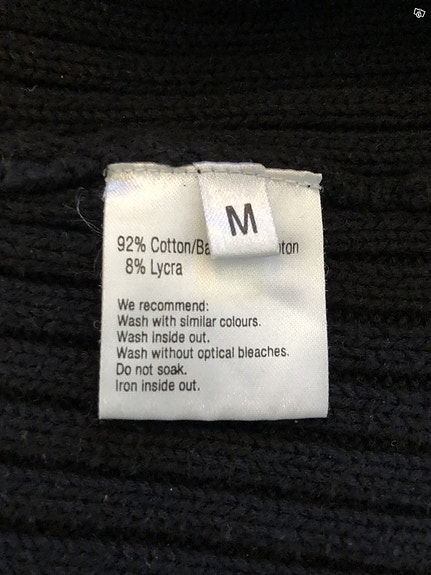 M
92% Cotton/Ba
8% Lycra
We recommend:
Wash with similar colours.
Wash inside out.
Wash without optical bleaches.
Do not soak.
Iron inside out.